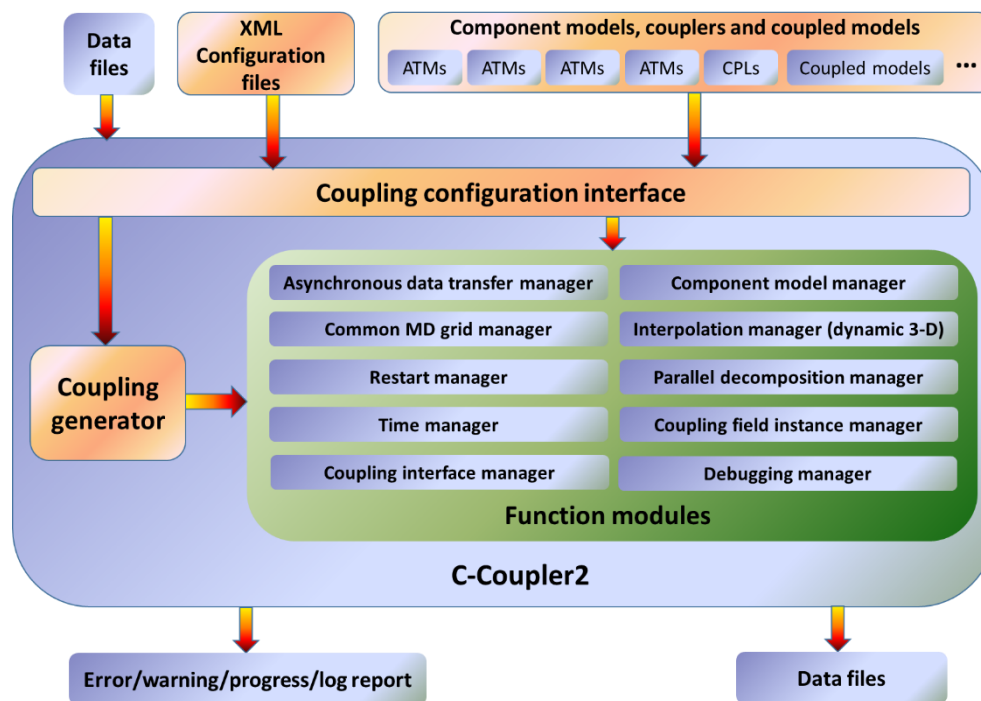 Data
files
XML
Configuration
files
Component models, couplers and coupled models
ATMs ATMs ATMs ATMs CPLs Coupled models ...
Coupling configuration interface
Asynchronous data transfer manager
Component model manager
Common MD grid manager
Interpolation manager (dynamic 3-D)
Restart manager
Parallel decomposition manager
Time manager
Coupling field instance manager
Coupling interface manager
Debugging manager
Coupling
generator
Function modules
C-Coupler2
Error/warning/progress/log report
Data files